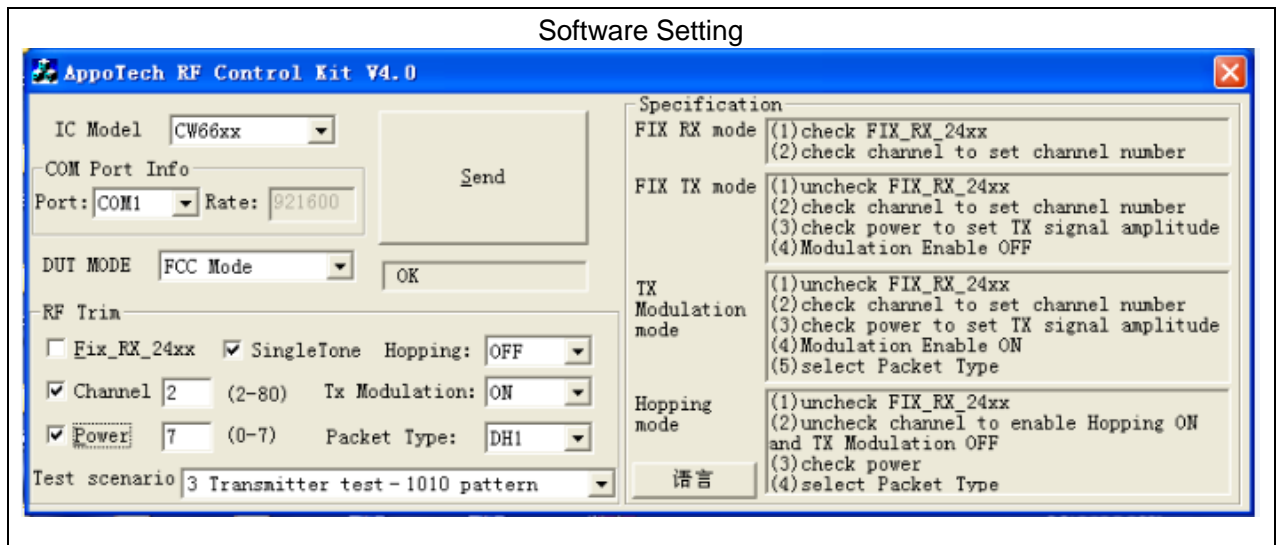 Software Setting
AppoTech RF Control Kit V4.0
IC Model CW66xx
COM Port Info
Port: COM1 Rate: 921600
Send
DUT MODE FCC Mode
OK
RF Trim
Fix_RX_24xx SingleTone Hopping: OFF
Channel 2 (2-80) Tx Modulation: ON
Power 7 (0-7) Packet Type: DH1
Test scenario 3 Transmitter test - 1010 pattern
Specification
FIX RX mode (1)check FIX_RX_24xx
(2)check channel to set channel number
FIX TX mode (1)uncheck FIX_RX_24xx
(2)check channel to set channel number
(3)check power to set TX signal amplitude
(4)Modulation Enable OFF
TX Modulation mode
(1)uncheck FIX_RX_24xx
(2)check channel to set channel number
(3)check power to set TX signal amplitude
(4)Modulation Enable ON
(5)select Packet Type
Hopping mode
(1)uncheck FIX_RX_24xx
(2)uncheck channel to enable Hopping ON
and TX Modulation OFF
(3)check power
(4)select Packet Type
语言